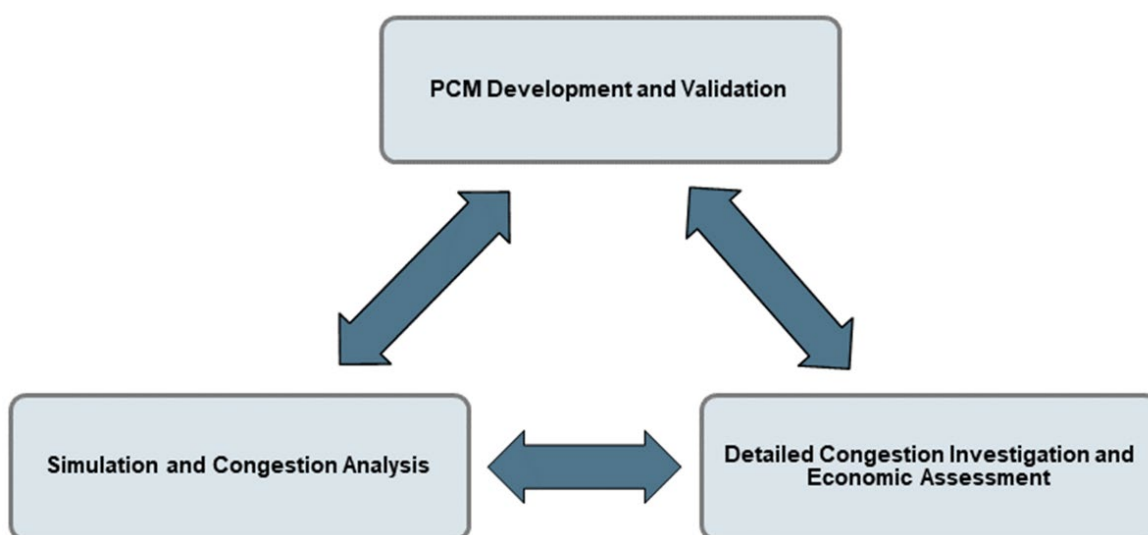 PCM Development and Validation
Simulation and Congestion Analysis
Detailed Congestion Investigation and
Economic Assessment